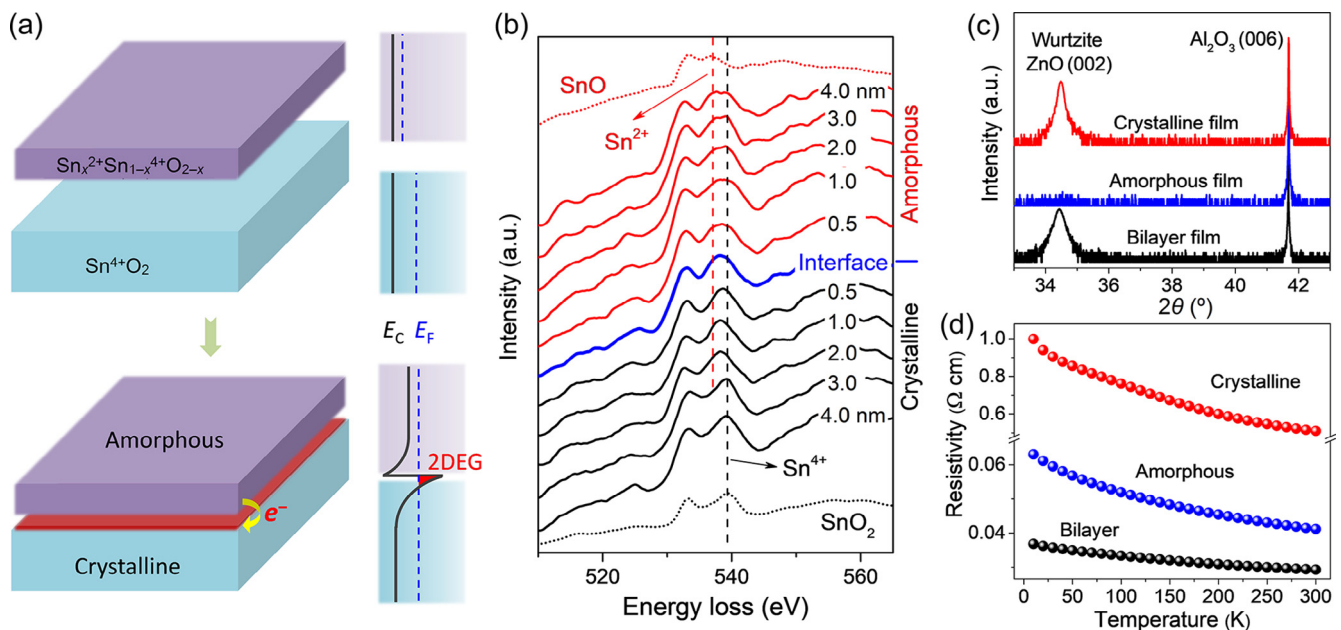 (a)
Snₓ²⁺Sn₁₋ₓ⁴⁺O₂₋ₓ
Sn⁴⁺O₂
E_C E_F
Amorphous
2DEG
e⁻
Crystalline
(b)
Intensity (a.u.)
SnO
Sn²⁺
4.0 nm
3.0
2.0
1.0
0.5
Interface
0.5
1.0
2.0
3.0
4.0 nm
Sn⁴⁺
SnO₂
Amorphous
Crystalline
520 540 560
Energy loss (eV)
(c)
Intensity (a.u.)
Wurtzite
ZnO (002)
Al₂O₃ (006)
Crystalline film
Amorphous film
Bilayer film
34 36 38 40 42
2θ (°)
(d)
Resistivity (Ω cm)
1.0
0.8
0.6
0.06
0.04
Crystalline
Amorphous
Bilayer
0 50 100 150 200 250 300
Temperature (K)